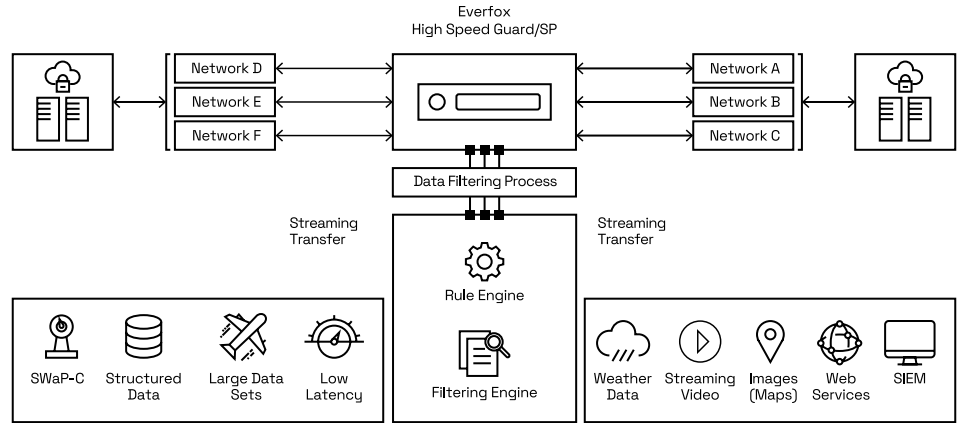 Everfox
High Speed Guard/SP
Network D
Network E
Network F
Network A
Network B
Network C
Data Filtering Process
Streaming
Transfer
Streaming
Transfer
Rule Engine
Filtering Engine
SWaP-C
Structured
Data
Large Data
Sets
Low
Latency
Weather
Data
Streaming
Video
Images
(Maps)
Web
Services
SIEM